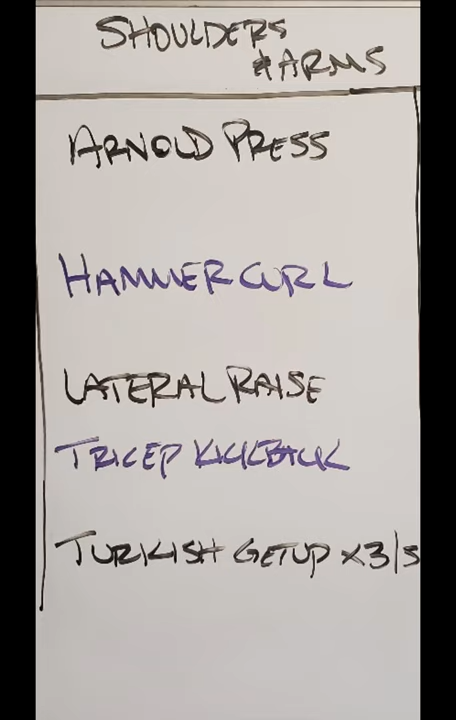 SHOULDERS
& ARMS
ARNOLD PRESS
HAMMER CURL
LATERAL RAISE
TRICEP KICKBACK
TURKISH GETUP x3/s